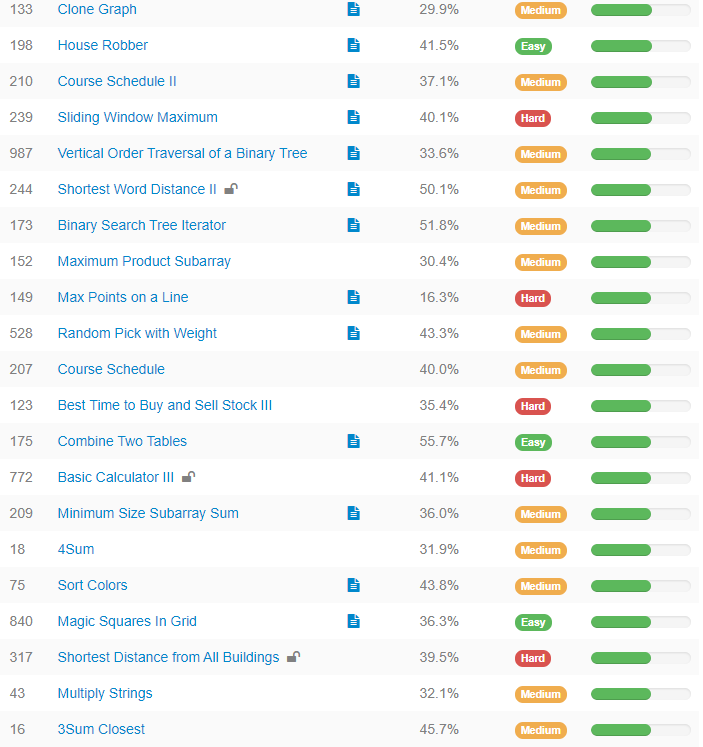 133 Clone Graph 29.9% Medium
198 House Robber 41.5% Easy
210 Course Schedule II 37.1% Medium
239 Sliding Window Maximum 40.1% Hard
987 Vertical Order Traversal of a Binary Tree 33.6% Medium
244 Shortest Word Distance II 50.1% Medium
173 Binary Search Tree Iterator 51.8% Medium
152 Maximum Product Subarray 30.4% Medium
149 Max Points on a Line 16.3% Hard
528 Random Pick with Weight 43.3% Medium
207 Course Schedule 40.0% Medium
123 Best Time to Buy and Sell Stock III 35.4% Hard
175 Combine Two Tables 55.7% Easy
772 Basic Calculator III 41.1% Hard
209 Minimum Size Subarray Sum 36.0% Medium
18 4Sum 31.9% Medium
75 Sort Colors 43.8% Medium
840 Magic Squares In Grid 36.3% Easy
317 Shortest Distance from All Buildings 39.5% Hard
43 Multiply Strings 32.1% Medium
16 3Sum Closest 45.7% Medium